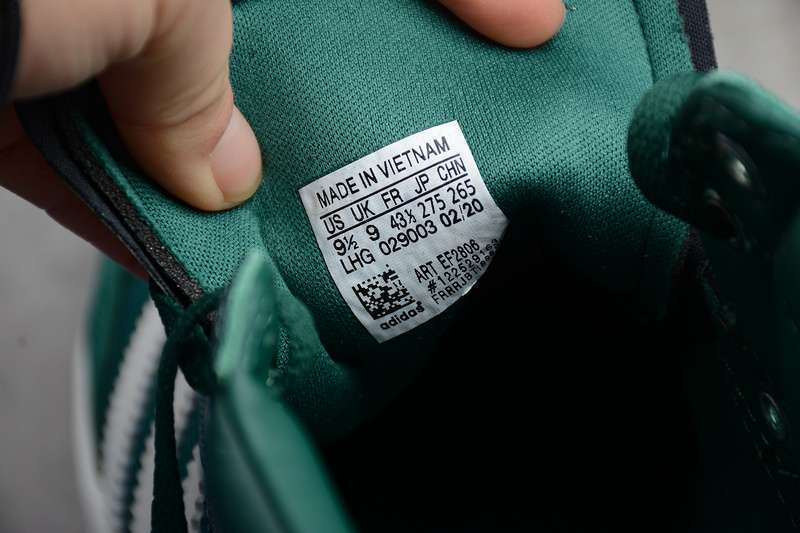 MADE IN VIETNAM
US UK FR JP CHN
9½ 9 43⅓ 275 265
LHG 029003 02/20
ART EF2806
adidas